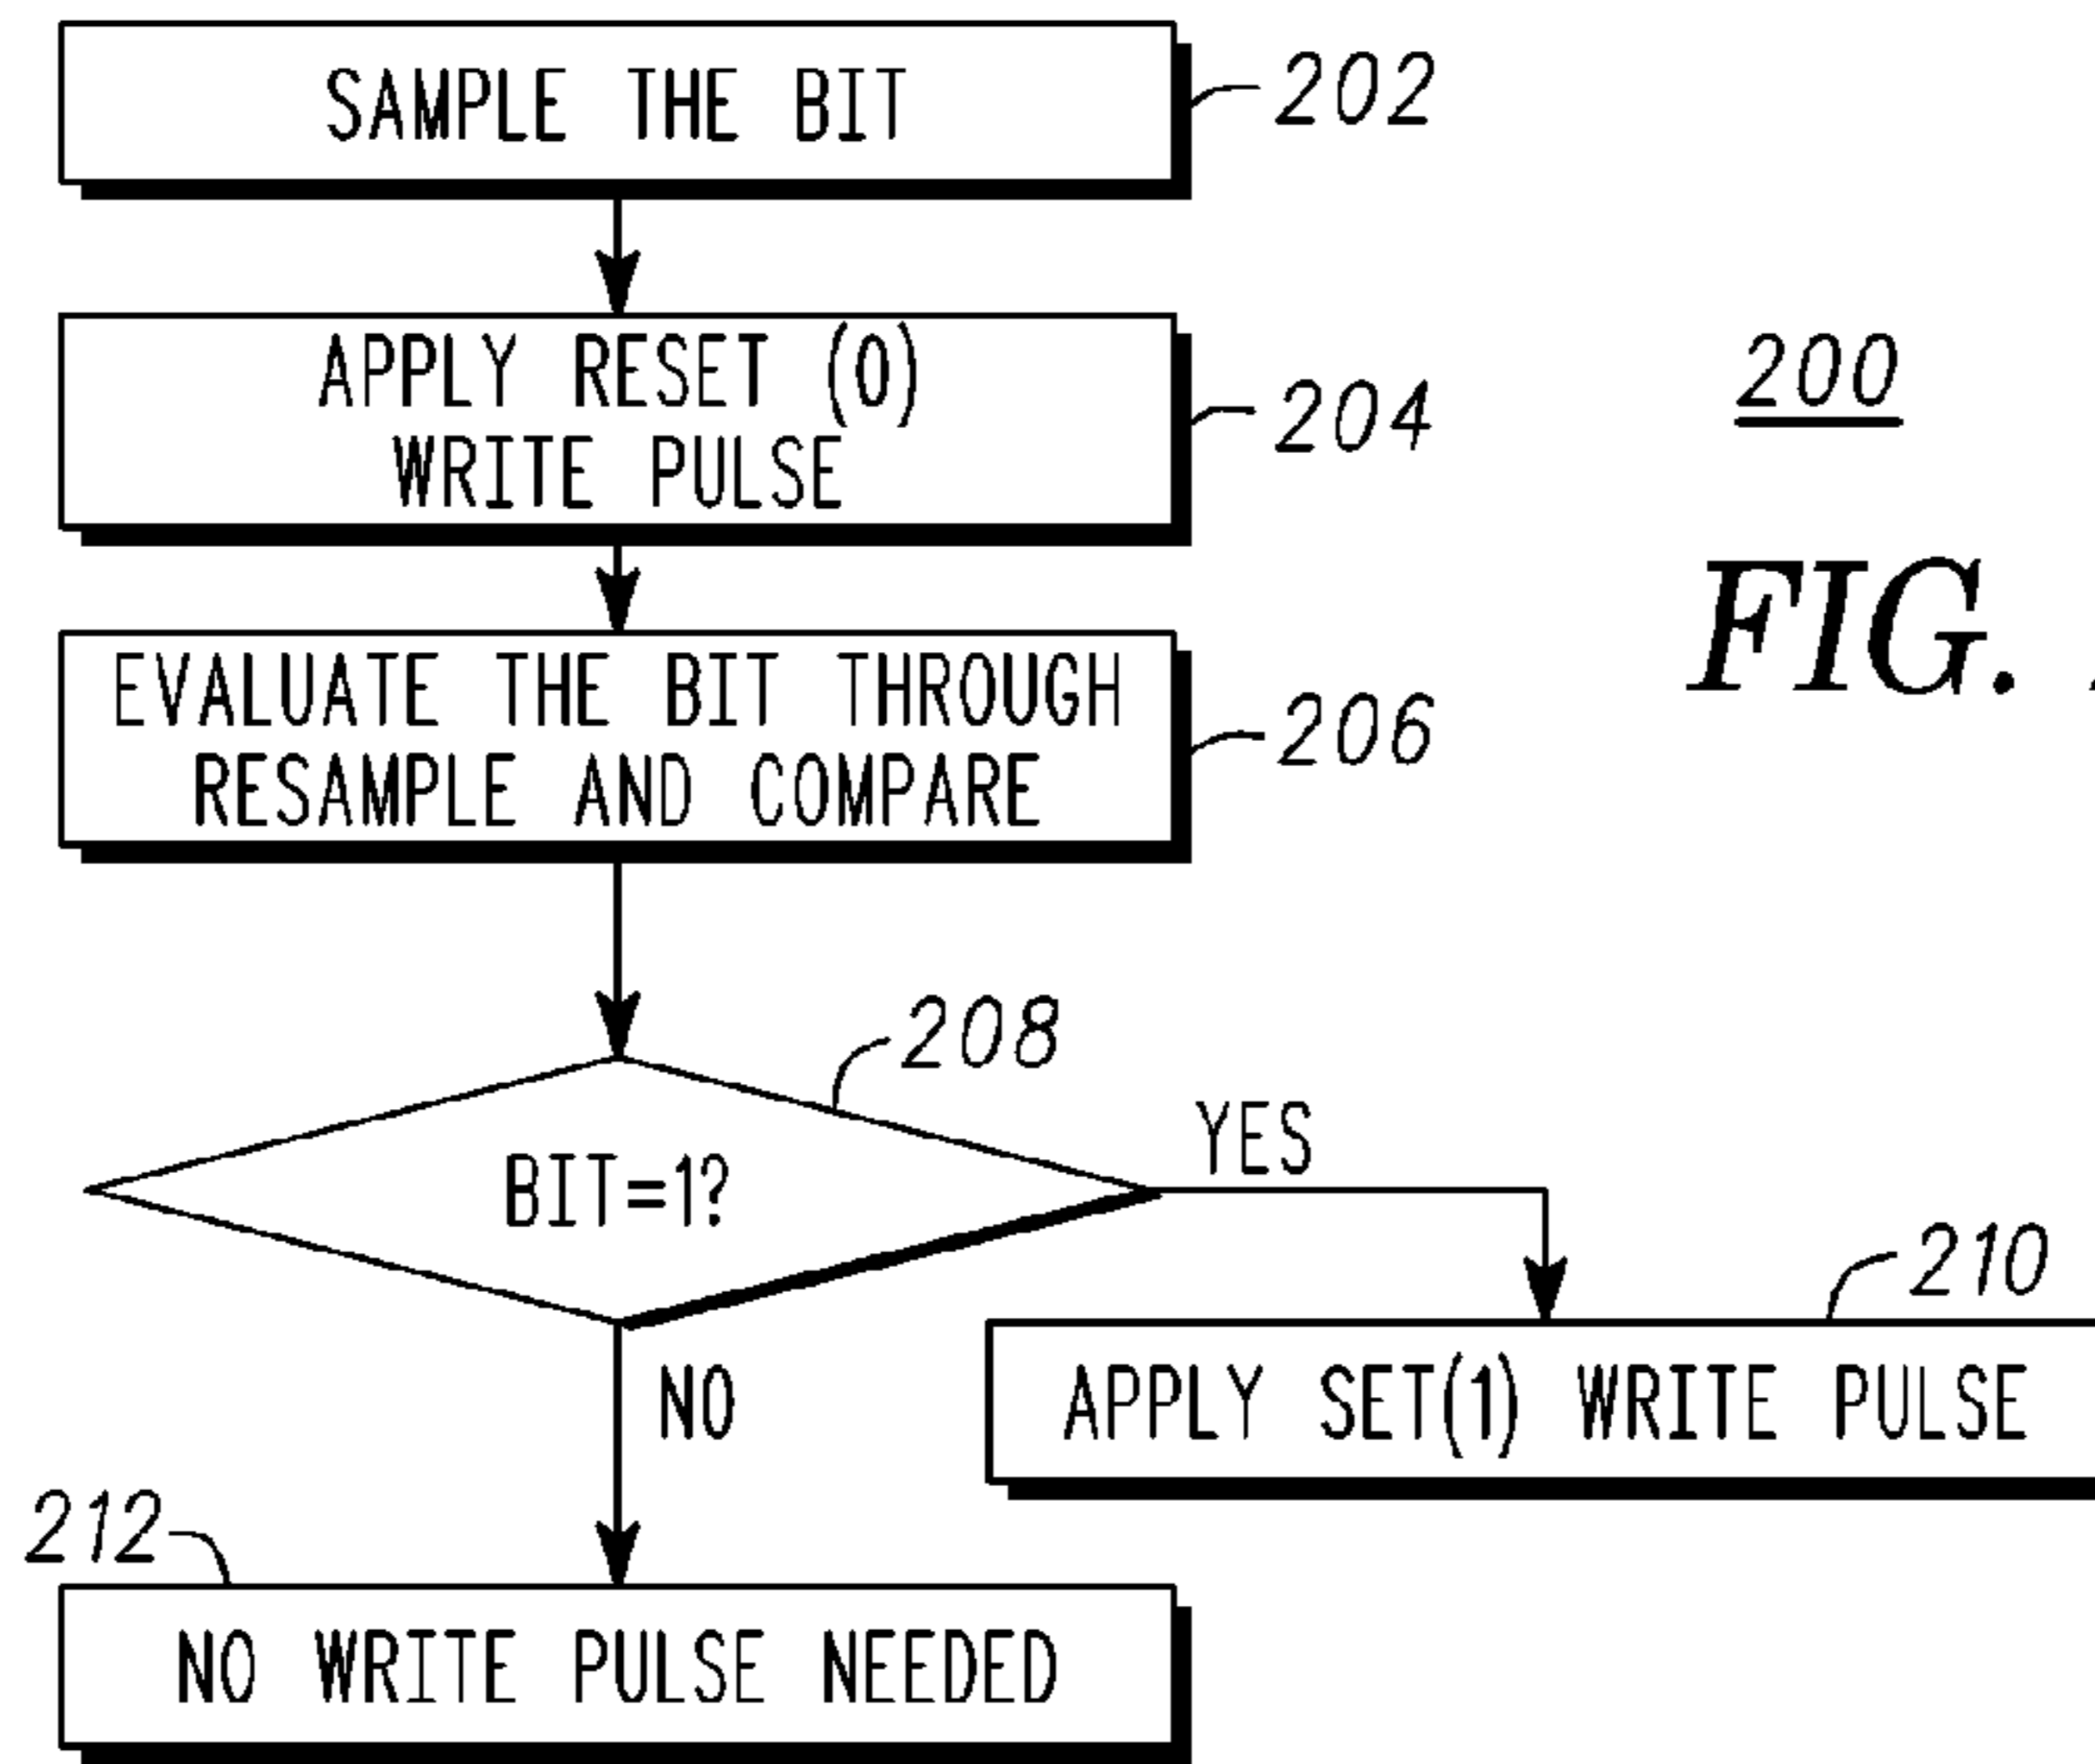 SAMPLE THE BIT
202
APPLY RESET (0)
WRITE PULSE
204
200
EVALUATE THE BIT THROUGH
RESAMPLE AND COMPARE
206
FIG.
208
BIT=1?
YES
210
NO
APPLY SET(1) WRITE PULSE
212
NO WRITE PULSE NEEDED